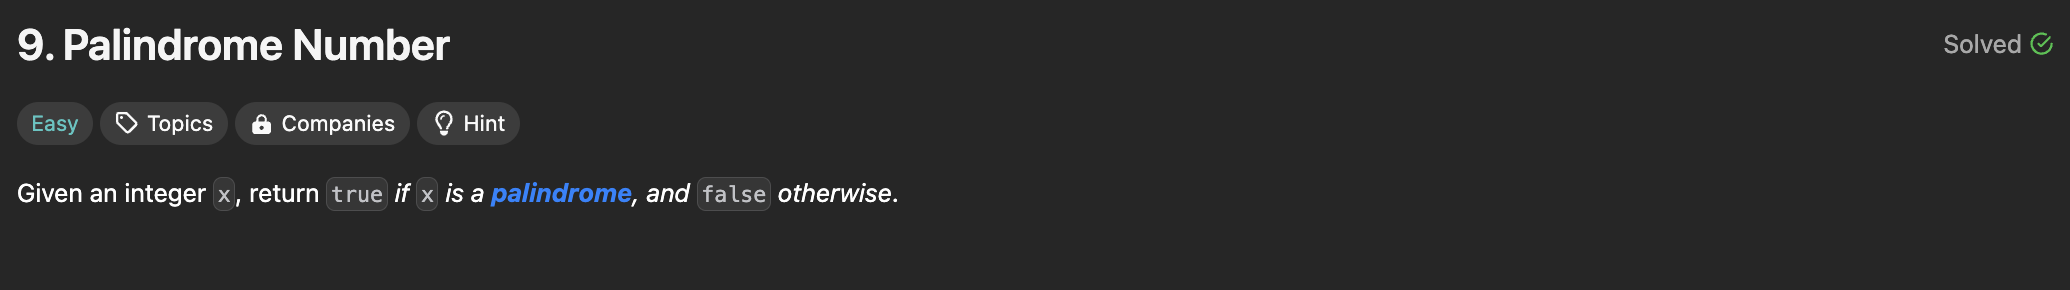 9. Palindrome Number
Solved
Easy Topics Companies Hint
Given an integer x, return true if x is a palindrome, and false otherwise.